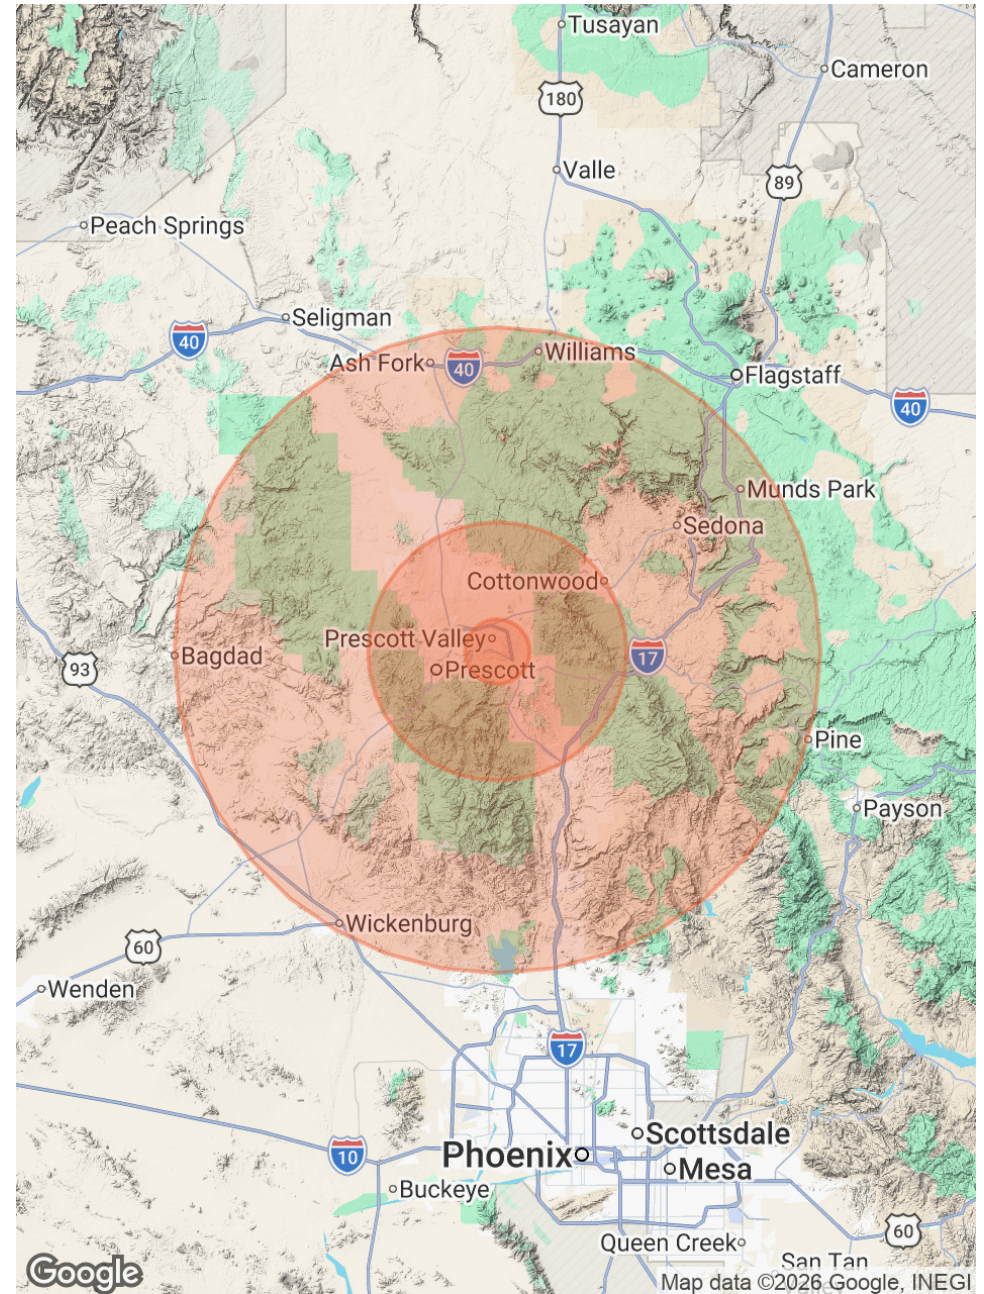 Tusayan
Cameron
180
Valle
89
Peach Springs
Seligman
40
Ash Fork
40
Williams
Flagstaff
40
Munds Park
Sedona
Cottonwood
Prescott Valley
17
Bagdad
Prescott
93
Pine
Payson
Wickenburg
60
Wenden
17
Scottsdale
Phoenix
10
Mesa
Buckeye
60
Queen Creek
San Tan
Valley
Google
Map data ©2026 Google, INEGI